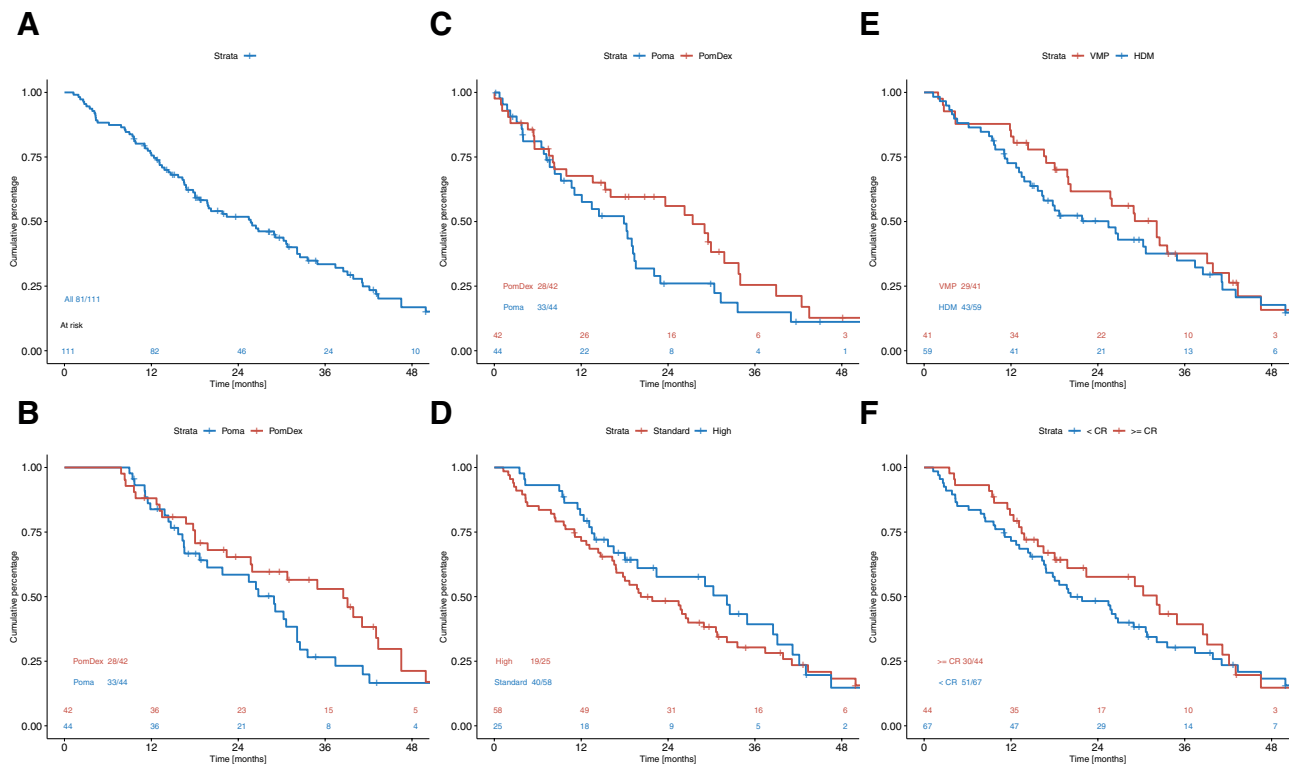 A
Strata
Cumulative percentage
1.00
0.75
0.50
0.25
0.00
All 81/111
At risk
111 82 46 24 10
0 12 24 36 48
Time [months]
B
Strata Poma PomDex
Cumulative percentage
1.00
0.75
0.50
0.25
0.00
PomDex 28/42
Poma 33/44
42 36 23 15 5
44 36 21 8 4
0 12 24 36 48
Time [months]
C
Strata Poma PomDex
Cumulative percentage
1.00
0.75
0.50
0.25
0.00
PomDex 28/42
Poma 33/44
42 26 16 6 3
44 22 8 4 1
0 12 24 36 48
Time [months]
D
Strata Standard High
Cumulative percentage
1.00
0.75
0.50
0.25
0.00
High 19/25
Standard 40/58
58 49 31 16 6
25 18 9 5 2
0 12 24 36 48
Time [months]
E
Strata VMP HDM
Cumulative percentage
1.00
0.75
0.50
0.25
0.00
VMP 29/41
HDM 43/59
41 34 22 10 3
59 41 21 13 6
0 12 24 36 48
Time [months]
F
Strata < CR >= CR
Cumulative percentage
1.00
0.75
0.50
0.25
0.00
>= CR 30/44
< CR 51/67
44 35 17 10 3
67 47 29 14 7
0 12 24 36 48
Time [months]